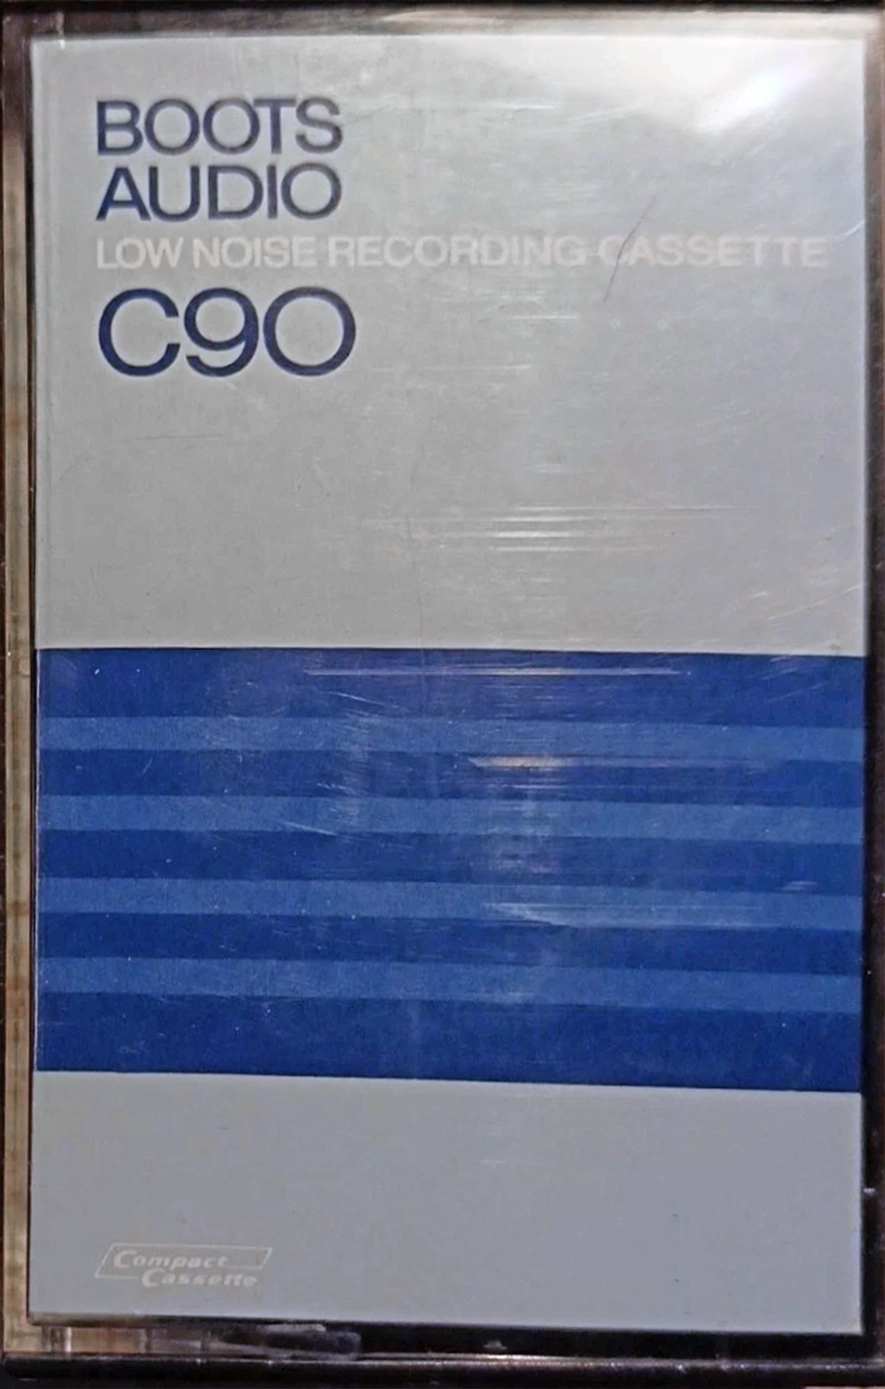 BOOTS
AUDIO
LOW NOISE RECORDING CASSETTE
C90
Compact
Cassette